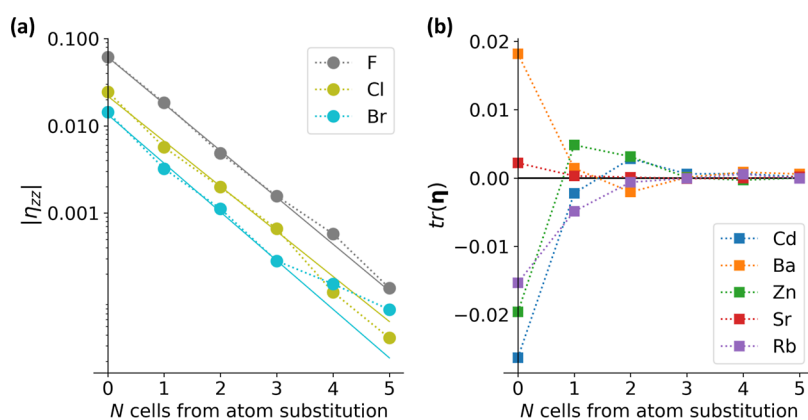 (a)
|η_zz|
0.100
0.010
0.001
F
Cl
Br
0 1 2 3 4 5
N cells from atom substitution
(b)
tr(η)
0.02
0.01
0.00
−0.01
−0.02
Cd
Ba
Zn
Sr
Rb
0 1 2 3 4 5
N cells from atom substitution